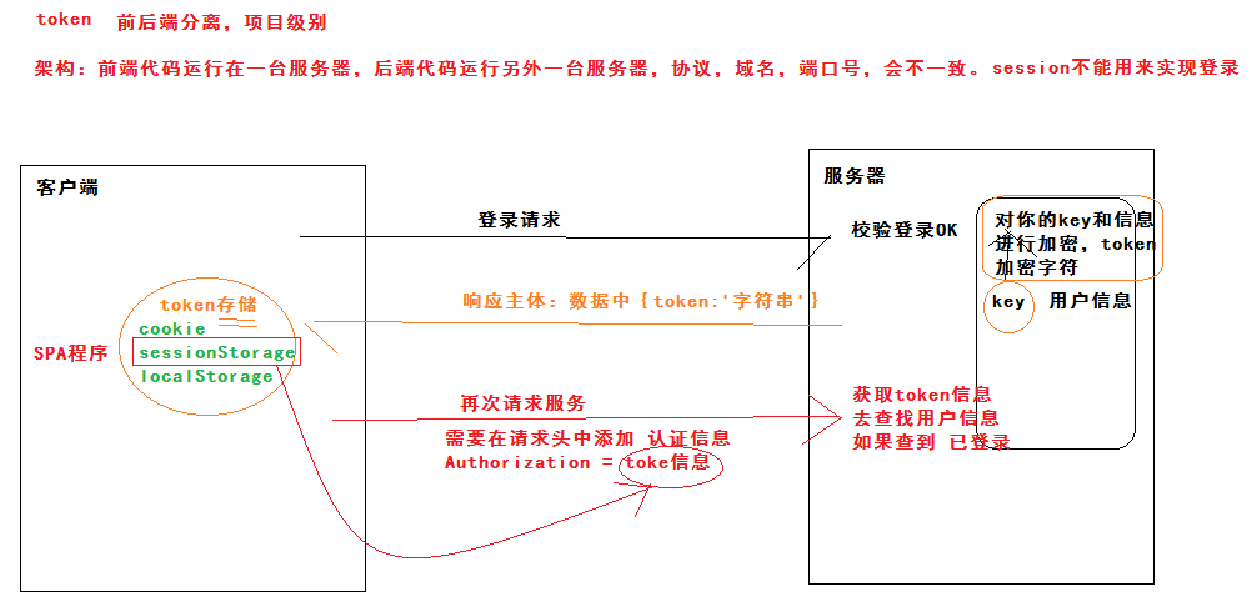 token 前后端分离，项目级别
架构：前端代码运行在一台服务器，后端代码运行另外一台服务器，协议，域名，端口号，会不一致。session不能用来实现登录
客户端
服务器
登录请求
校验登录OK
对你的key和信息
进行加密，token
加密字符
token存储
响应主体：数据中｛token:'字符串'｝
key 用户信息
cookie
SPA程序
sessionStorage
localStorage
再次请求服务
获取token信息
去查找用户信息
如果查到 已登录
需要在请求头中添加 认证信息
Authorization = toke信息